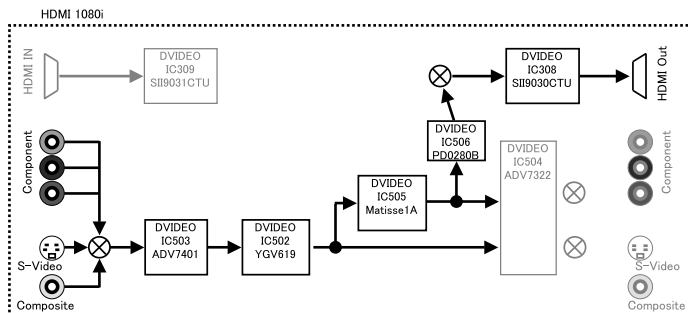 HDMI 1080i
HDMI IN
DVIDEO
IC309
SII9031CTU
DVIDEO
IC308
SII9030CTU
HDMI Out
Component
DVIDEO
IC506
PD0280B
DVIDEO
IC504
ADV7322
Component
DVIDEO
IC505
Matisse1A
S-Video
DVIDEO
IC503
ADV7401
DVIDEO
IC502
YGV619
S-Video
Composite
Composite